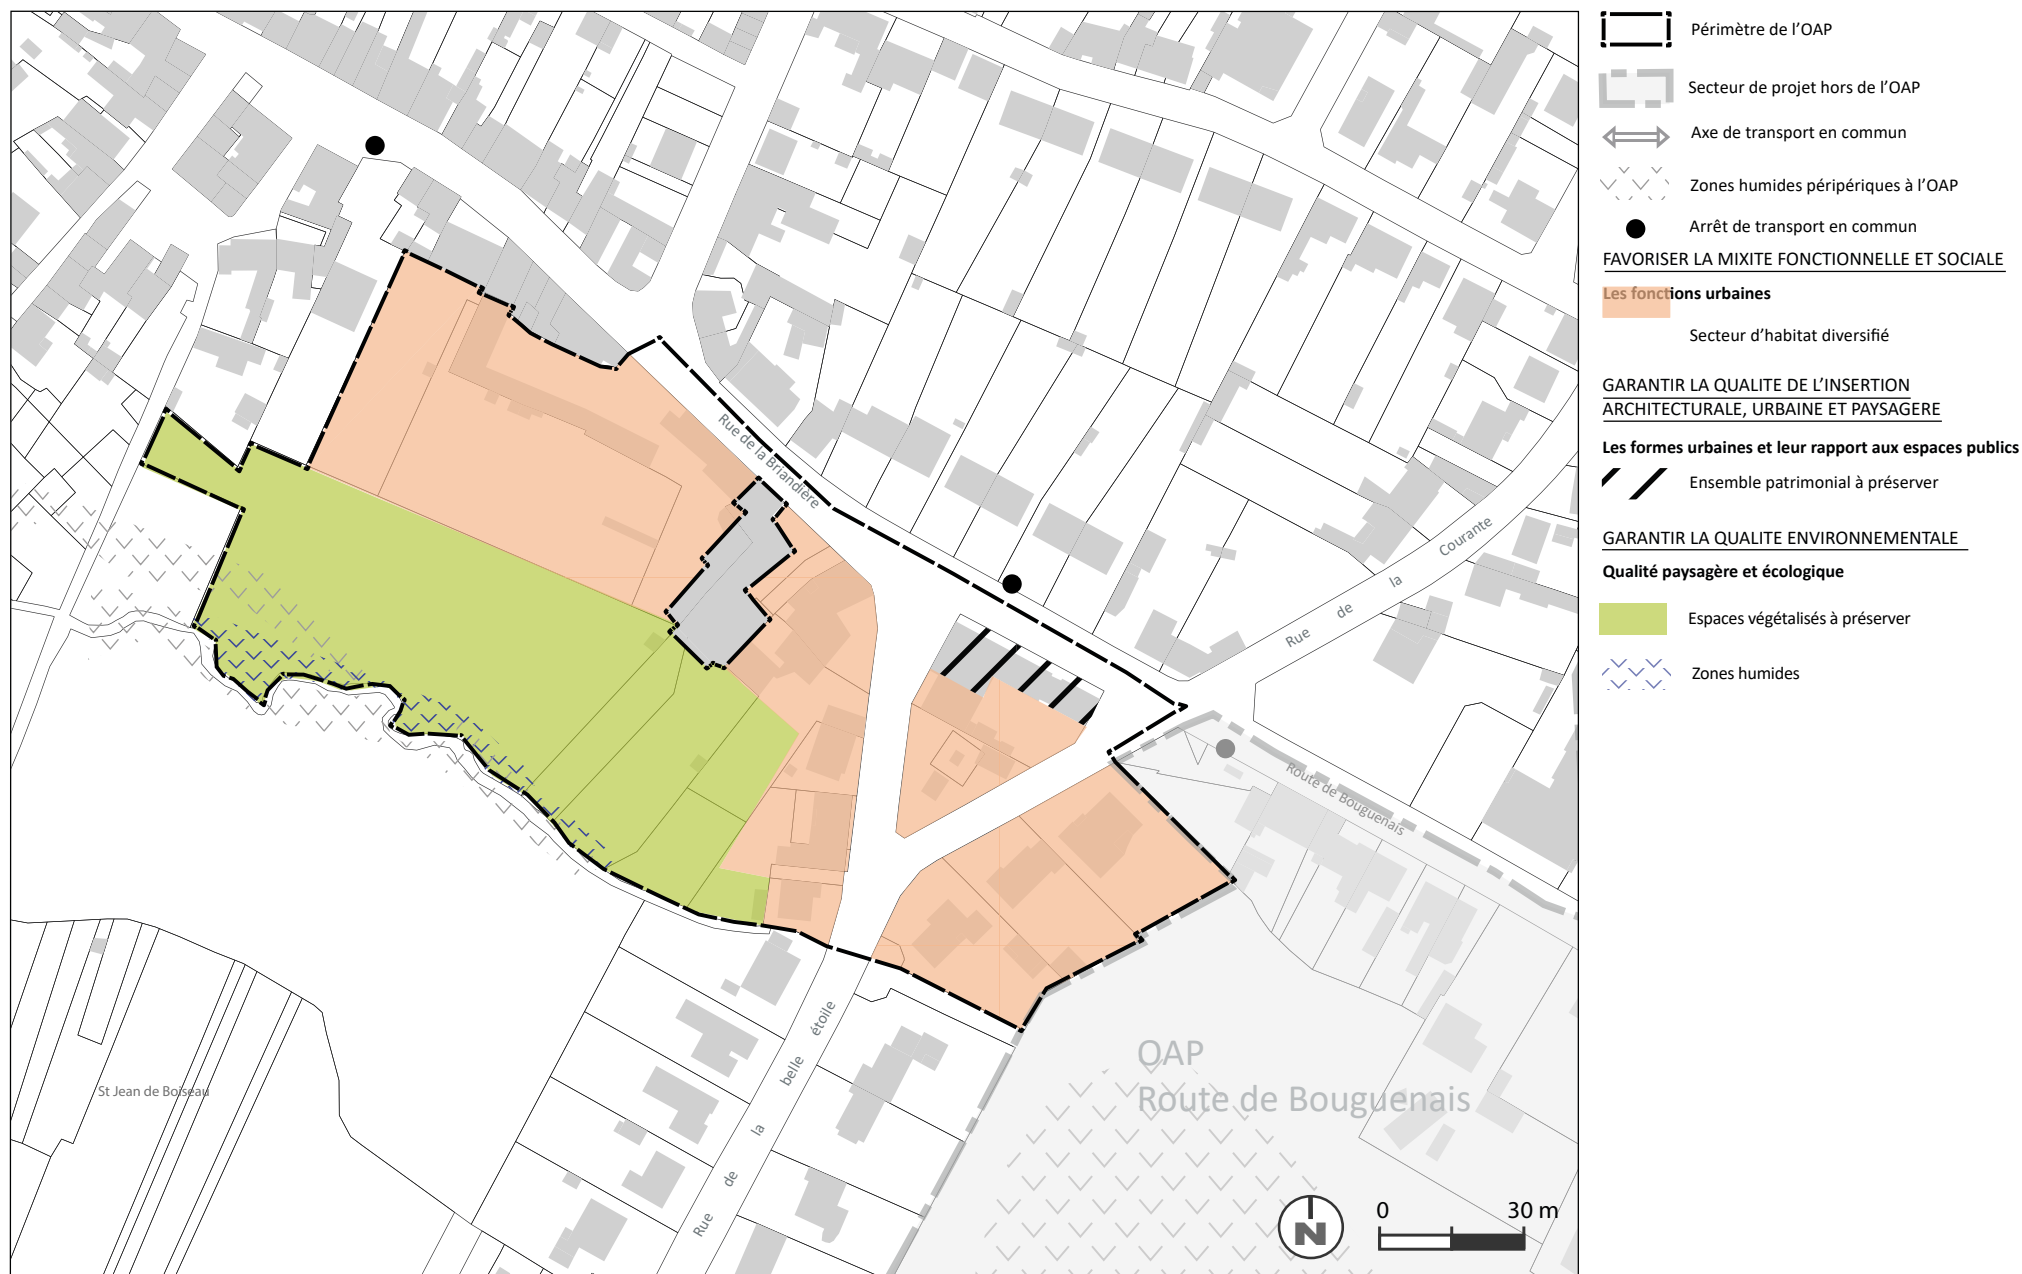 Périmètre de l'OAP
Secteur de projet hors de l'OAP
Axe de transport en commun
Zones humides péripériques à l'OAP
Arrêt de transport en commun
FAVORISER LA MIXITE FONCTIONNELLE ET SOCIALE
Les fonctions urbaines
Secteur d'habitat diversifié
GARANTIR LA QUALITE DE L'INSERTION
ARCHITECTURALE, URBAINE ET PAYSAGERE
Les formes urbaines et leur rapport aux espaces publics
Ensemble patrimonial à préserver
GARANTIR LA QUALITE ENVIRONNEMENTALE
Qualité paysagère et écologique
Espaces végétalisés à préserver
Zones humides
Rue de la Briandière
Rue de la Courante
Route de Bouguenais
Rue de la belle étoile
St Jean de Boiseau
OAP
Route de Bouguenais
N
0 30 m